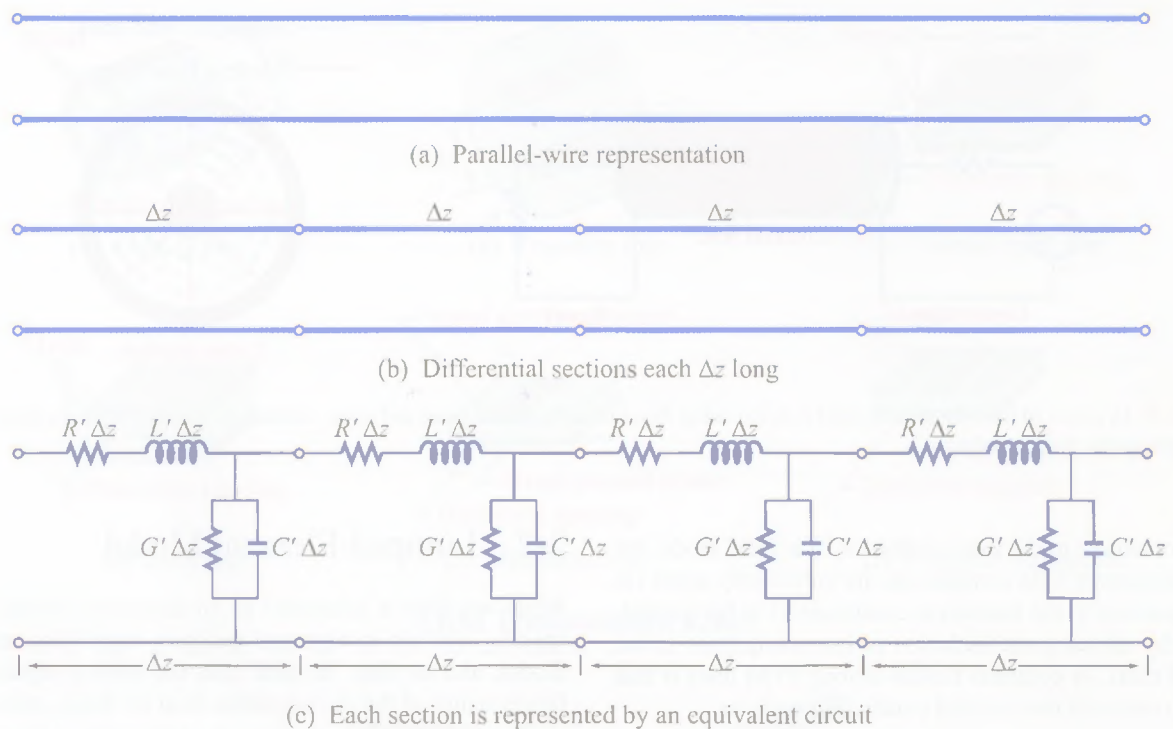 (a) Parallel-wire representation
Δz Δz Δz Δz
(b) Differential sections each Δz long
R′ Δz L′ Δz R′ Δz L′ Δz R′ Δz L′ Δz R′ Δz L′ Δz
G′ Δz C′ Δz G′ Δz C′ Δz G′ Δz C′ Δz G′ Δz C′ Δz
Δz Δz Δz Δz
(c) Each section is represented by an equivalent circuit